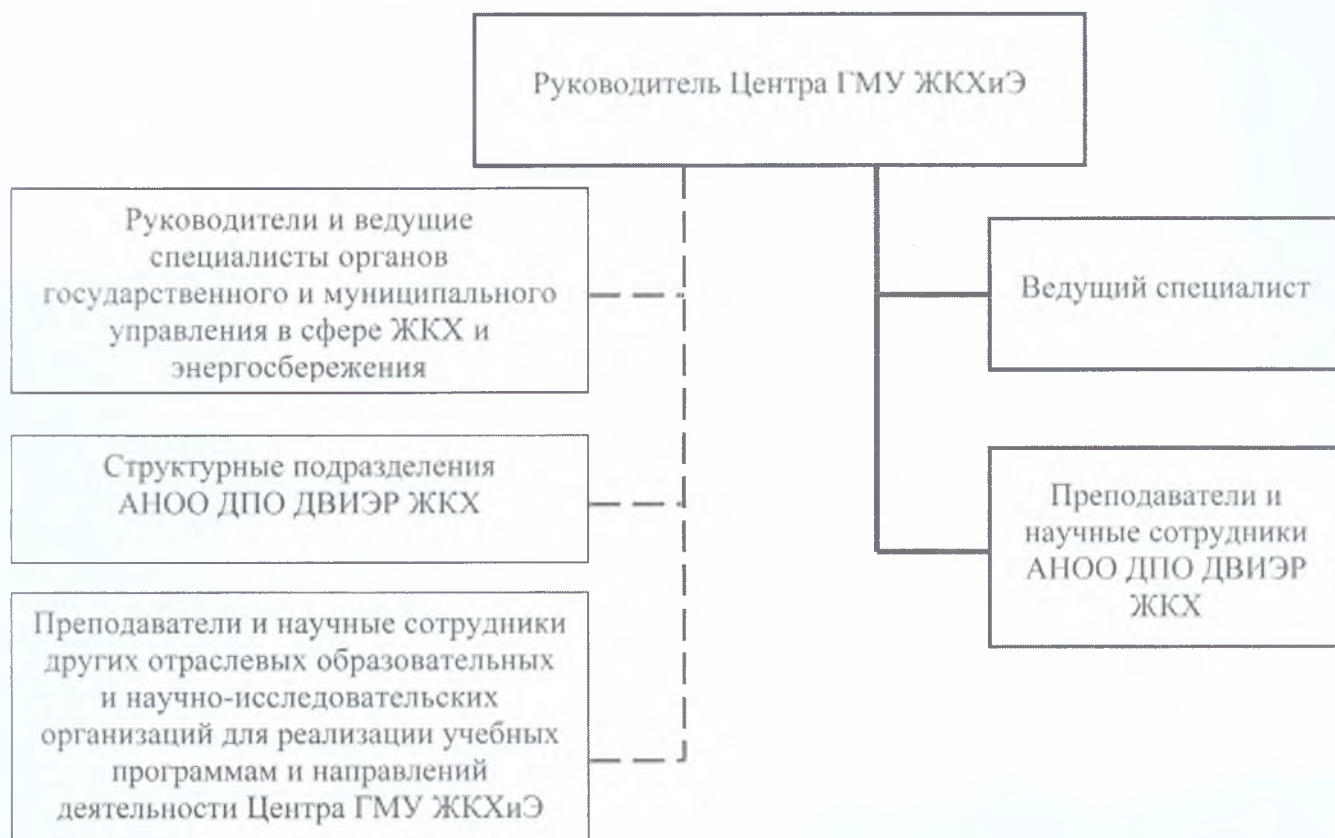 Руководитель Центра ГМУ ЖКХиЭ
Руководители и ведущие
специалисты органов
государственного и муниципального
управления в сфере ЖКХ и
энергосбережения
Структурные подразделения
АНОО ДПО ДВИЭР ЖКХ
Преподаватели и научные сотрудники
других отраслевых образовательных
и научно-исследовательских
организаций для реализации учебных
программам и направлений
деятельности Центра ГМУ ЖКХиЭ
Ведущий специалист
Преподаватели и
научные сотрудники
АНОО ДПО ДВИЭР
ЖКХ